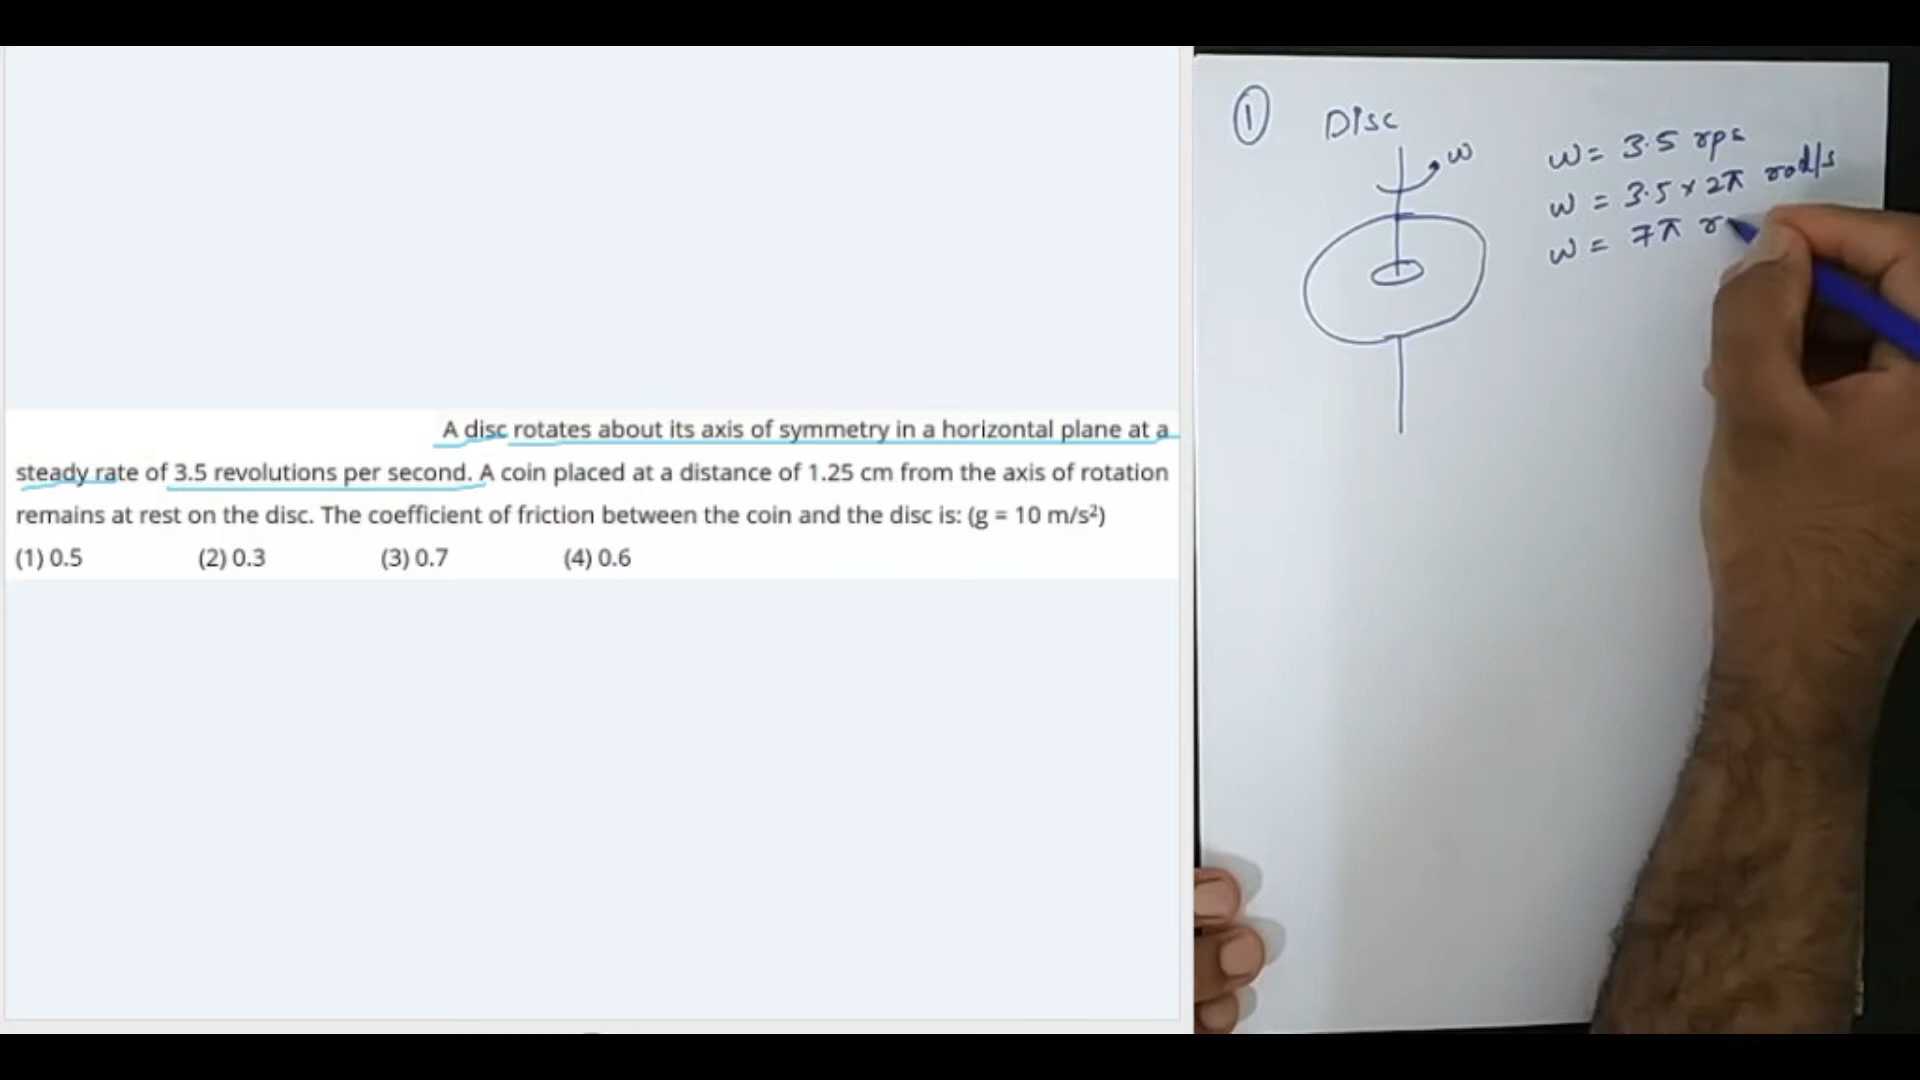 A disc rotates about its axis of symmetry in a horizontal plane at a
steady rate of 3.5 revolutions per second. A coin placed at a distance of 1.25 cm from the axis of rotation
remains at rest on the disc. The coefficient of friction between the coin and the disc is: (g = 10 m/s²)
(1) 0.5 (2) 0.3 (3) 0.7 (4) 0.6
① Disc
ω
ω = 3.5 rps
ω = 3.5 × 2π rad/s
ω = 7π r